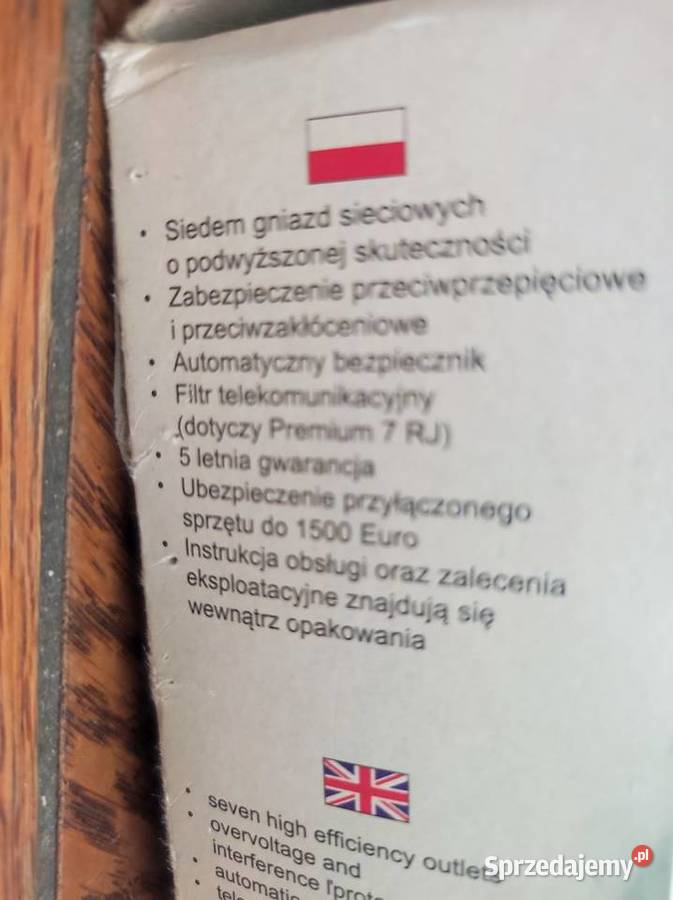 • Siedem gniazd sieciowych
o podwyższonej skuteczności
• Zabezpieczenie przeciwprzepięciowe
i przeciwzakłóceniowe
• Automatyczny bezpiecznik
• Filtr telekomunikacyjny
(dotyczy Premium 7 RJ)
• 5 letnia gwarancja
• Ubezpieczenie przyłączonego
sprzętu do 1500 Euro
• Instrukcja obsługi oraz zalecenia
eksploatacyjne znajdują się
wewnątrz opakowania
• seven high efficiency outlets
• overvoltage and
interference
• automatic
Sprzedajemy.pl